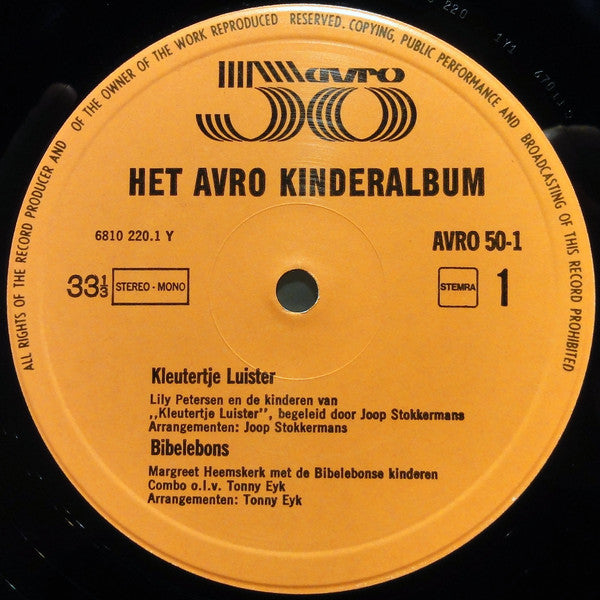 ALL RIGHTS OF THE RECORD PRODUCER AND OF THE OWNER OF THE WORK REPRODUCED RESERVED. COPYING, PUBLIC PERFORMANCE AND BROADCASTING OF THIS RECORD PROHIBITED
avro
50
HET AVRO KINDERALBUM
6810 220.1 Y
AVRO 50-1
33⅓ STEREO - MONO
STEMRA 1
Kleutertje Luister
Lily Petersen en de kinderen van
,,Kleutertje Luister", begeleid door Joop Stokkermans
Arrangementen: Joop Stokkermans
Bibelebons
Margreet Heemskerk met de Bibelebonse kinderen
Combo o.l.v. Tonny Eyk
Arrangementen: Tonny Eyk